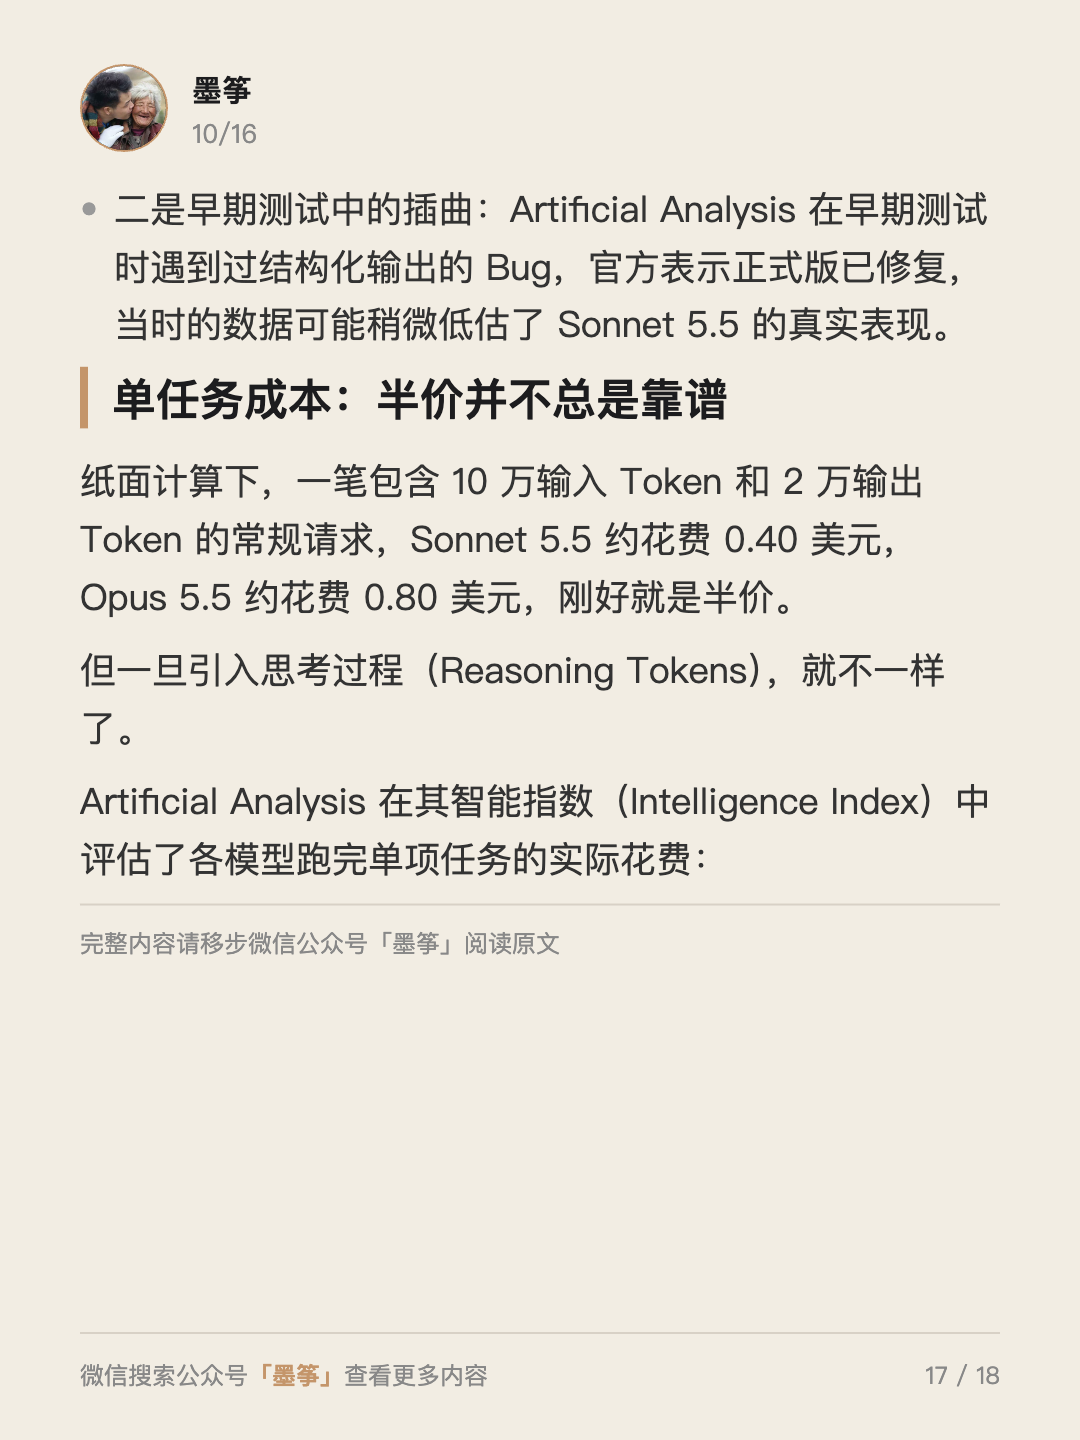 墨筝
10/16
二是早期测试中的插曲：Artificial Analysis 在早期测试
时遇到过结构化输出的 Bug，官方表示正式版已修复，
当时的数据可能稍微低估了 Sonnet 5.5 的真实表现。
单任务成本：半价并不总是靠谱
纸面计算下，一笔包含 10 万输入 Token 和 2 万输出
Token 的常规请求，Sonnet 5.5 约花费 0.40 美元，
Opus 5.5 约花费 0.80 美元，刚好就是半价。
但一旦引入思考过程（Reasoning Tokens），就不一样
了。
Artificial Analysis 在其智能指数（Intelligence Index）中
评估了各模型跑完单项任务的实际花费：
完整内容请移步微信公众号「墨筝」阅读原文
微信搜索公众号「墨筝」查看更多内容
17 / 18